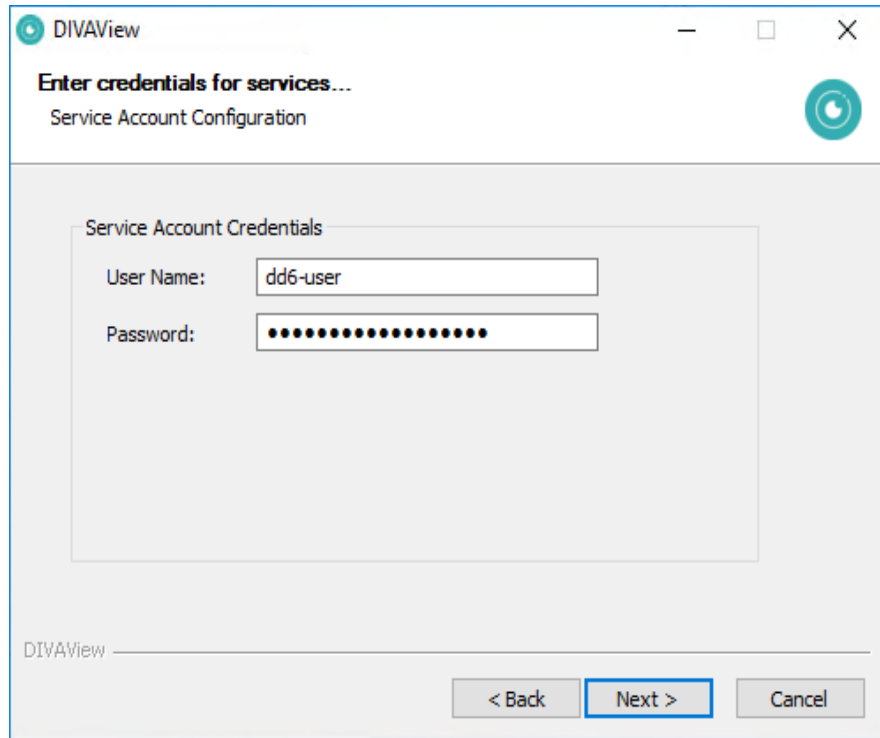 DIVAView
Enter credentials for services...
Service Account Configuration
Service Account Credentials
User Name: dd6-user
Password: ••••••••••••••••••
DIVAView
< Back Next > Cancel